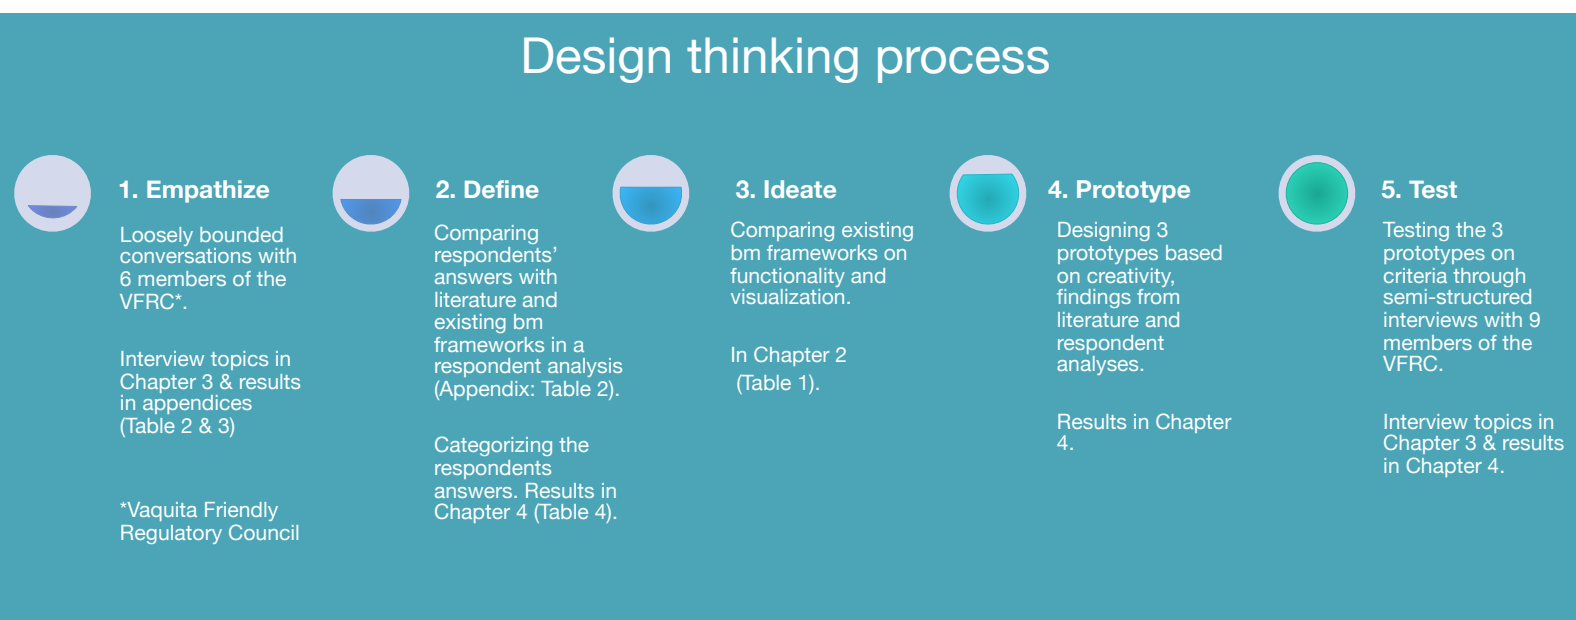 Design thinking process
1. Empathize
Loosely bounded
conversations with
6 members of the
VFRC*.
Interview topics in
Chapter 3 & results
in appendices
(Table 2 & 3)
*Vaquita Friendly
Regulatory Council
2. Define
Comparing
respondents’
answers with
literature and
existing bm
frameworks in a
respondent analysis
(Appendix: Table 2).
Categorizing the
respondents
answers. Results in
Chapter 4 (Table 4).
3. Ideate
Comparing existing
bm frameworks on
functionality and
visualization.
In Chapter 2
(Table 1).
4. Prototype
Designing 3
prototypes based
on creativity,
findings from
literature and
respondent
analyses.
Results in Chapter
4.
5. Test
Testing the 3
prototypes on
criteria through
semi-structured
interviews with 9
members of the
VFRC.
Interview topics in
Chapter 3 & results
in Chapter 4.